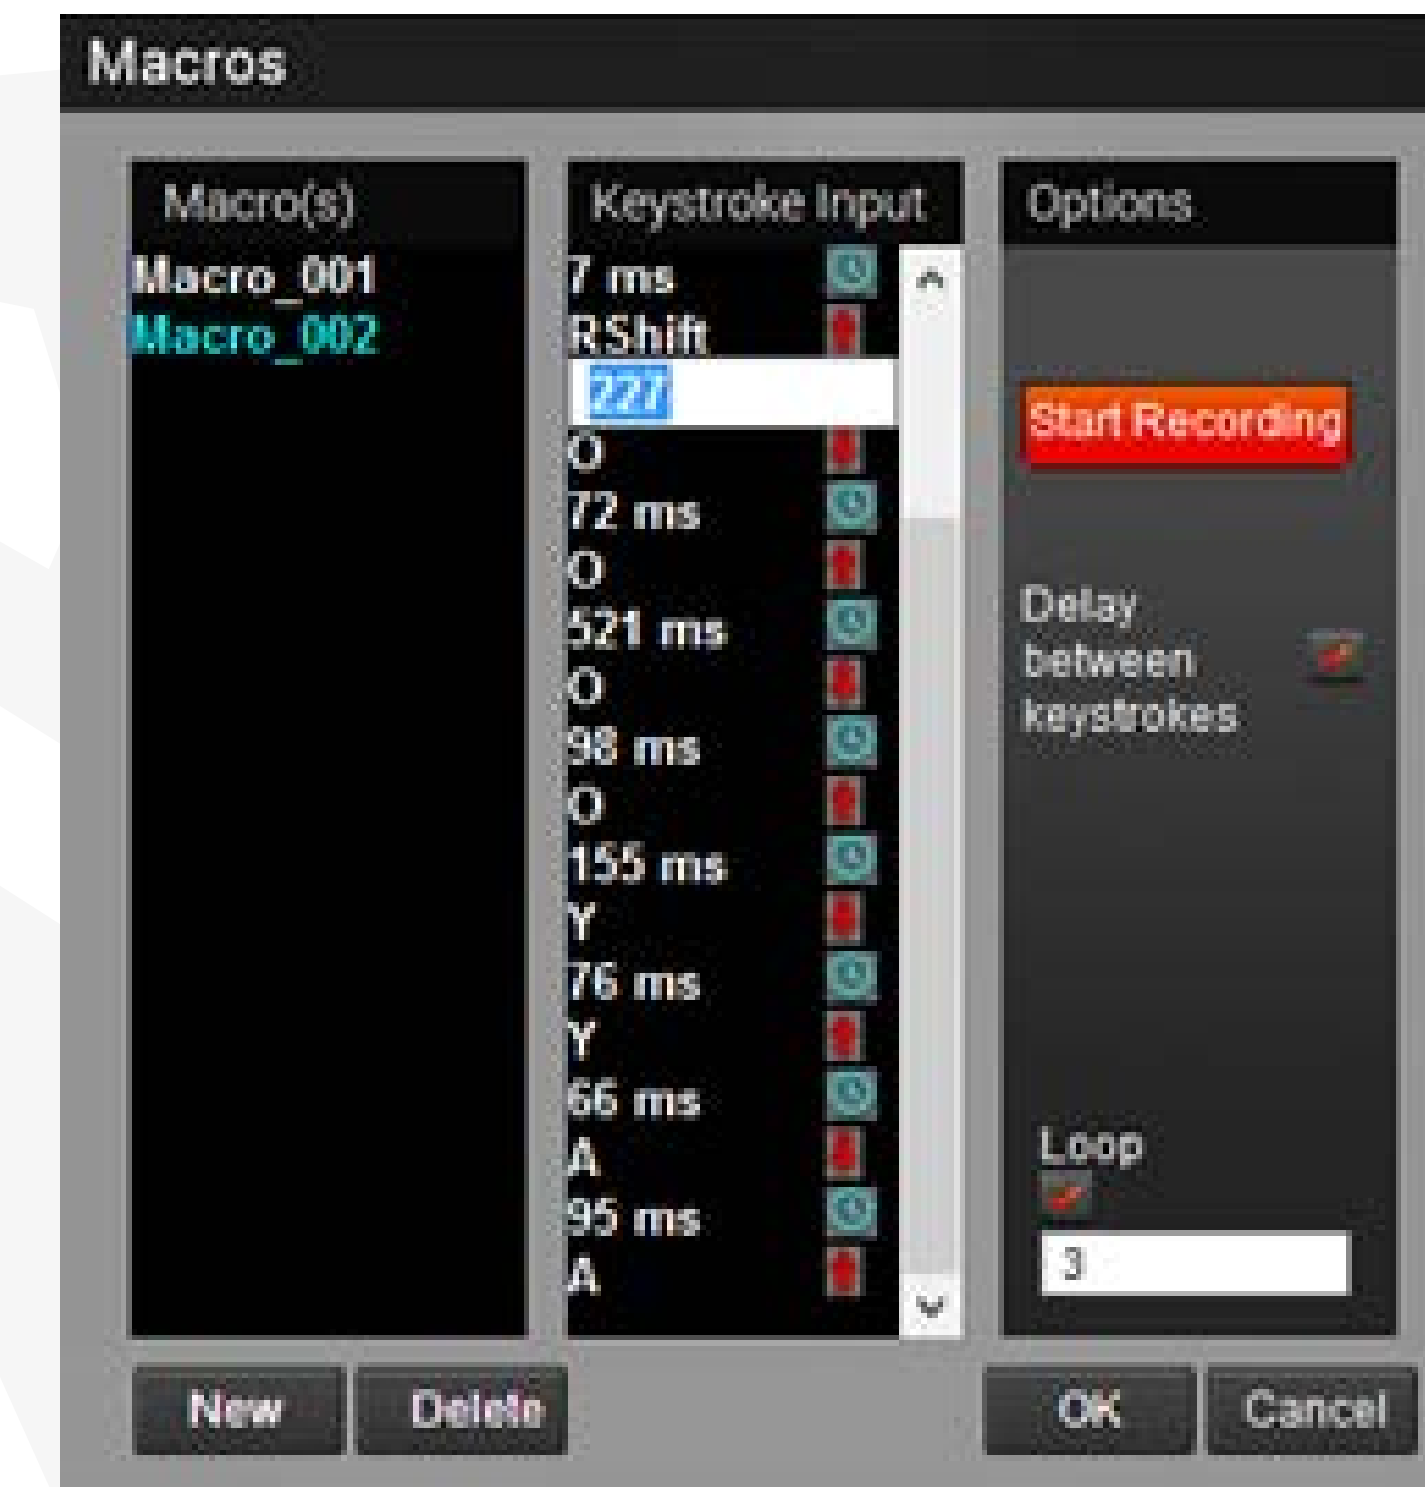 Macros
Macro(s)
Macro_001
Macro_002
Keystroke Input
7 ms
RShift
227
O
72 ms
O
521 ms
O
98 ms
O
155 ms
Y
76 ms
Y
66 ms
A
95 ms
A
Options
Start Recording
Delay
between
keystrokes
Loop
3
New
Delete
OK
Cancel